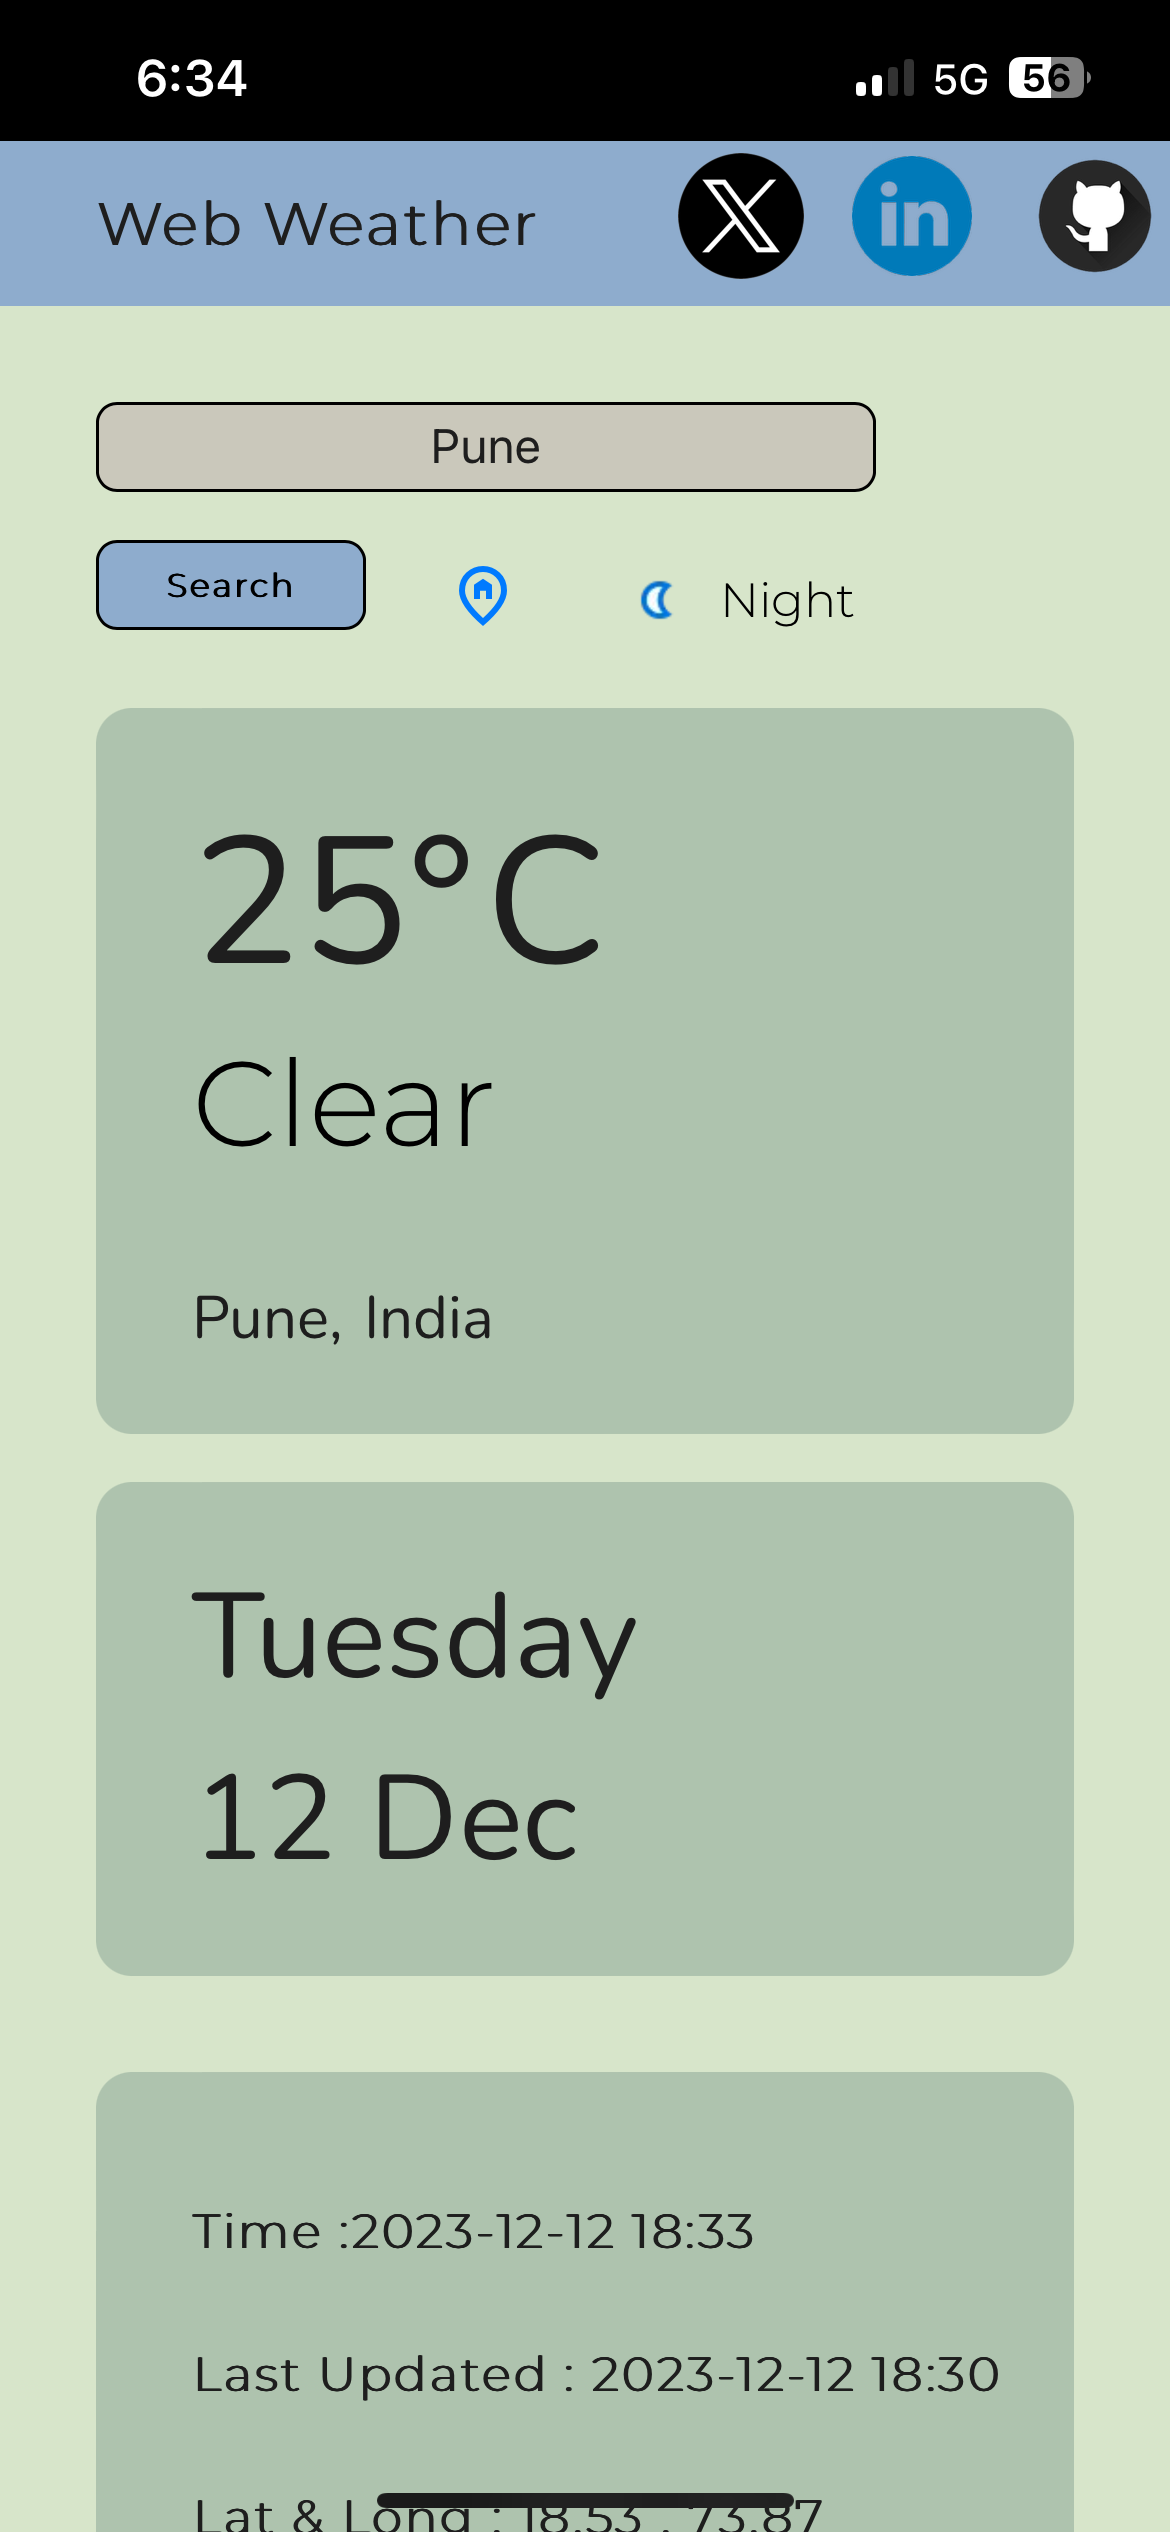 6:34 5G 56
Web Weather X in
Pune
Search Night
25°C
Clear
Pune, India
Tuesday
12 Dec
Time :2023-12-12 18:33
Last Updated : 2023-12-12 18:30
Lat & Long : 18.53 , 73.87